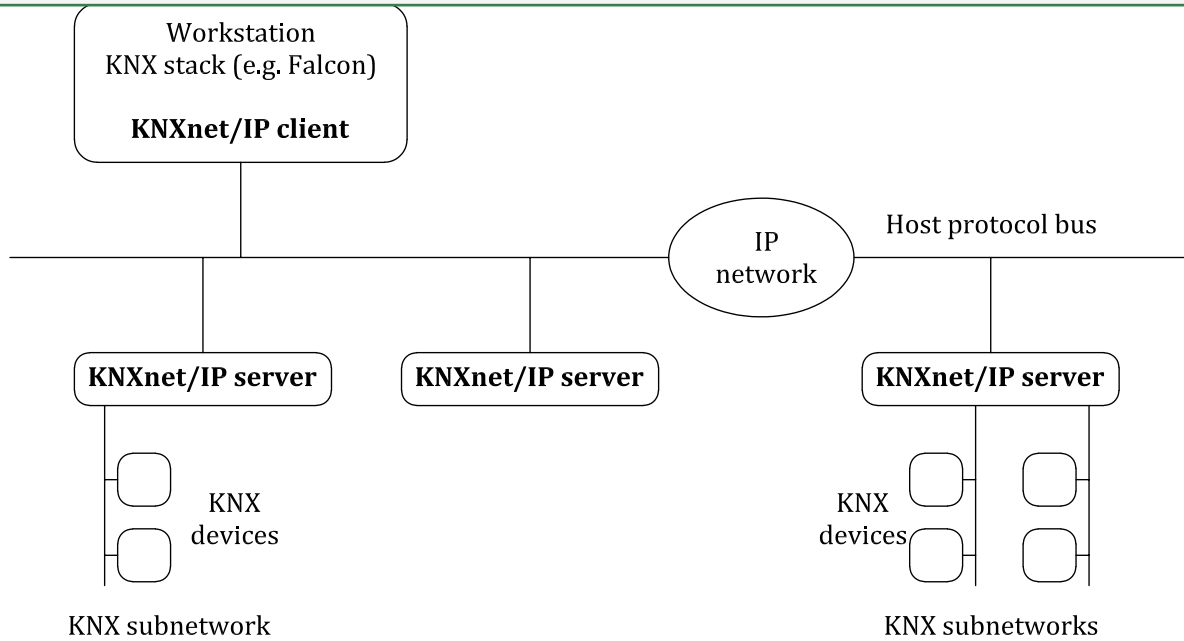 Workstation
KNX stack (e.g. Falcon)
KNXnet/IP client
Host protocol bus
IP
network
KNXnet/IP server
KNXnet/IP server
KNXnet/IP server
KNX
devices
KNX
devices
KNX subnetwork
KNX subnetworks